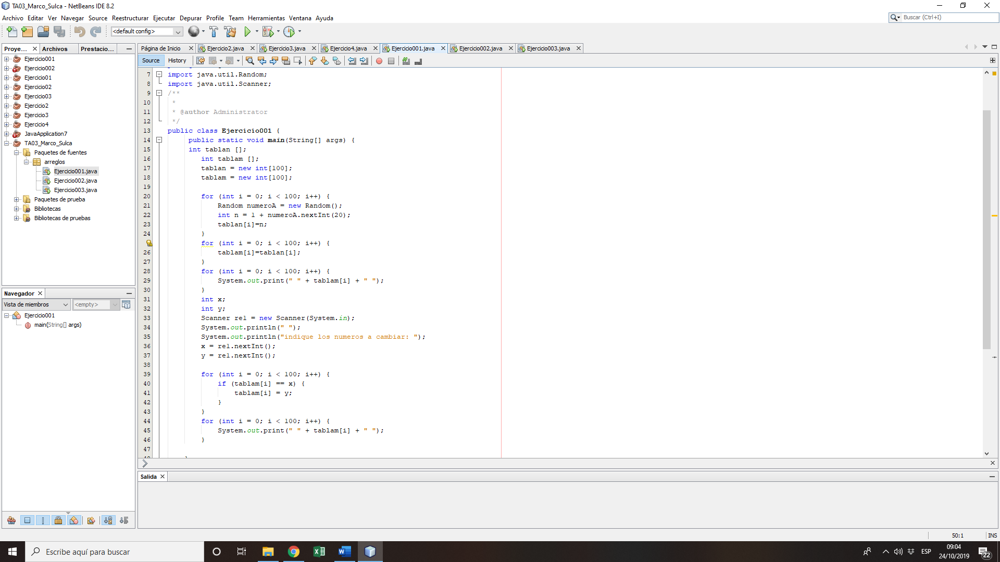 TA03_Marco_Sulca - NetBeans IDE 8.2
Archivo Editar Ver Navegar Source Reestructurar Ejecutar Depurar Profile Team Herramientas Ventana Ayuda
Buscar (Ctrl+I)
<default config>
Proye... Archivos Prestacio...
Página de Inicio Ejercicio2.java Ejercicio3.java Ejercicio4.java Ejercicio001.java Ejercicio002.java Ejercicio003.java
Source History
Ejercicio001
Ejercicio002
Ejercicio01
Ejercicio02
Ejercicio03
Ejercicio2
Ejercicio3
Ejercicio4
JavaApplication7
TA03_Marco_Sulca
Paquetes de fuentes
arreglos
Ejercicio001.java
Ejercicio002.java
Ejercicio003.java
Paquetes de prueba
Bibliotecas
Bibliotecas de pruebas
Navegador
Vista de miembros <empty>
Ejercicio001
main(String[] args)
7 import java.util.Random;
8 import java.util.Scanner;
9 /**
10 *
11 * @author Administrator
12 */
13 public class Ejercicio001 {
14 public static void main(String[] args) {
15 int tablan [];
16 int tablam [];
17 tablan = new int[100];
18 tablam = new int[100];
19
20 for (int i = 0; i < 100; i++) {
21 Random numeroA = new Random();
22 int n = 1 + numeroA.nextInt(20);
23 tablan[i]=n;
24 }
for (int i = 0; i < 100; i++) {
26 tablam[i]=tablan[i];
27 }
28 for (int i = 0; i < 100; i++) {
29 System.out.print(" " + tablam[i] + " ");
30 }
31 int x;
32 int y;
33 Scanner rel = new Scanner(System.in);
34 System.out.println(" ");
35 System.out.println("indique los numeros a cambiar: ");
36 x = rel.nextInt();
37 y = rel.nextInt();
38
39 for (int i = 0; i < 100; i++) {
40 if (tablam[i] == x) {
41 tablam[i] = y;
42 }
43 }
44 for (int i = 0; i < 100; i++) {
45 System.out.print(" " + tablam[i] + " ");
46 }
47
Salida
50:1 INS
Escribe aquí para buscar
ESP
09:04
24/10/2019
22